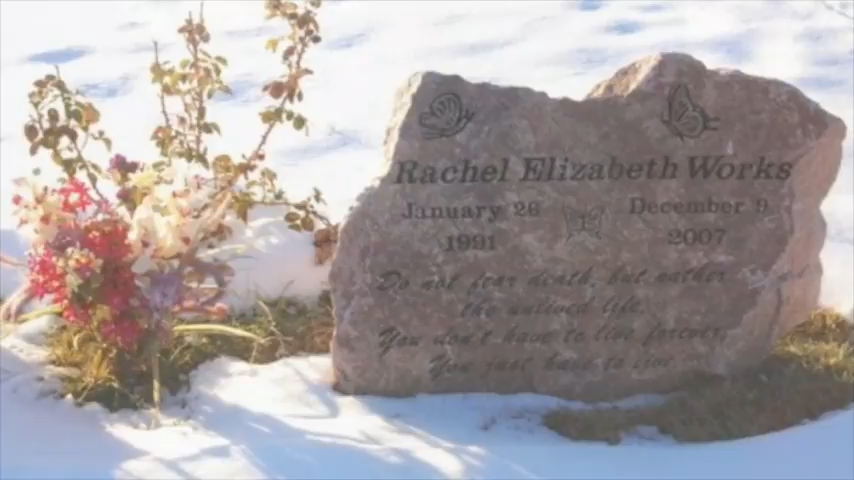 Rachel Elizabeth Works
January 26 December 9
1991 2007
Do not fear death, but rather
the unlived life.
You don't have to live forever,
You just have to live